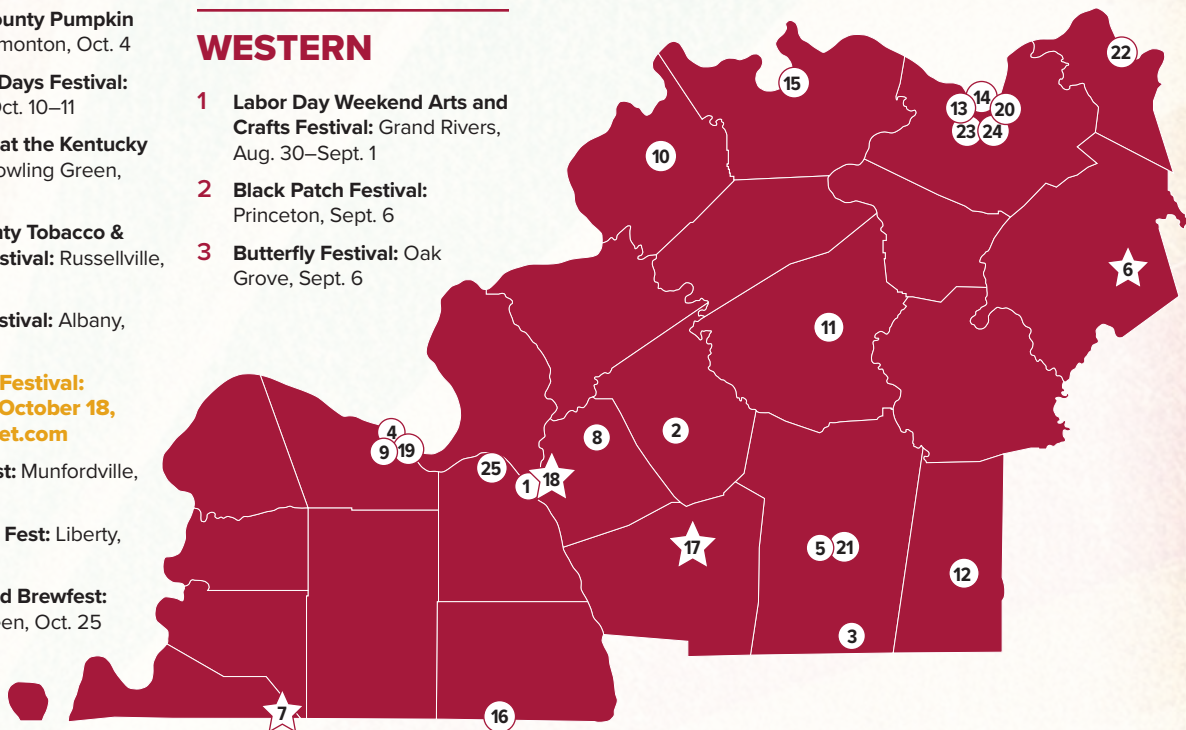 ounty Pumpkin
monton, Oct. 4
Days Festival:
Oct. 10–11
at the Kentucky
owling Green,
nty Tobacco &
stival: Russellville,
stival: Albany,
Festival:
October 18,
et.com
st: Munfordville,
Fest: Liberty,
d Brewfest:
een, Oct. 25
WESTERN
1 Labor Day Weekend Arts and
Crafts Festival: Grand Rivers,
Aug. 30–Sept. 1
2 Black Patch Festival:
Princeton, Sept. 6
3 Butterfly Festival: Oak
Grove, Sept. 6
22
15
14
13 20
23 24
10
6
11
4
9 19
8
2
25
1 18
17
5 21
12
3
7
16